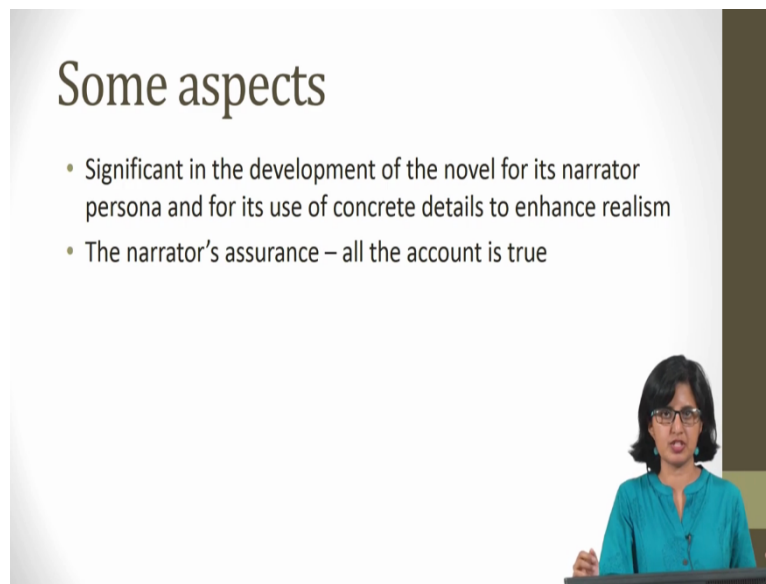 Some aspects
• Significant in the development of the novel for its narrator
persona and for its use of concrete details to enhance realism
• The narrator’s assurance – all the account is true